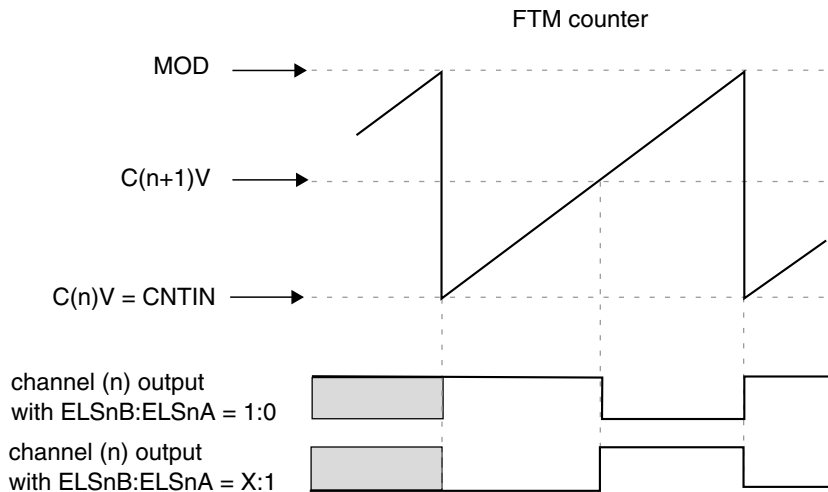 FTM counter
MOD
C(n+1)V
C(n)V = CNTIN
channel (n) output
with ELSnB:ELSnA = 1:0
channel (n) output
with ELSnB:ELSnA = X:1